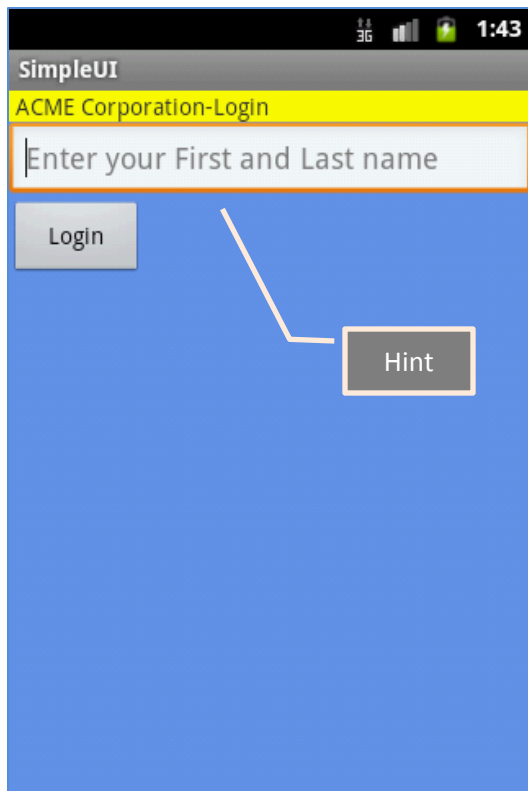 3G 1:43
SimpleUI
ACME Corporation-Login
Enter your First and Last name
Login
Hint